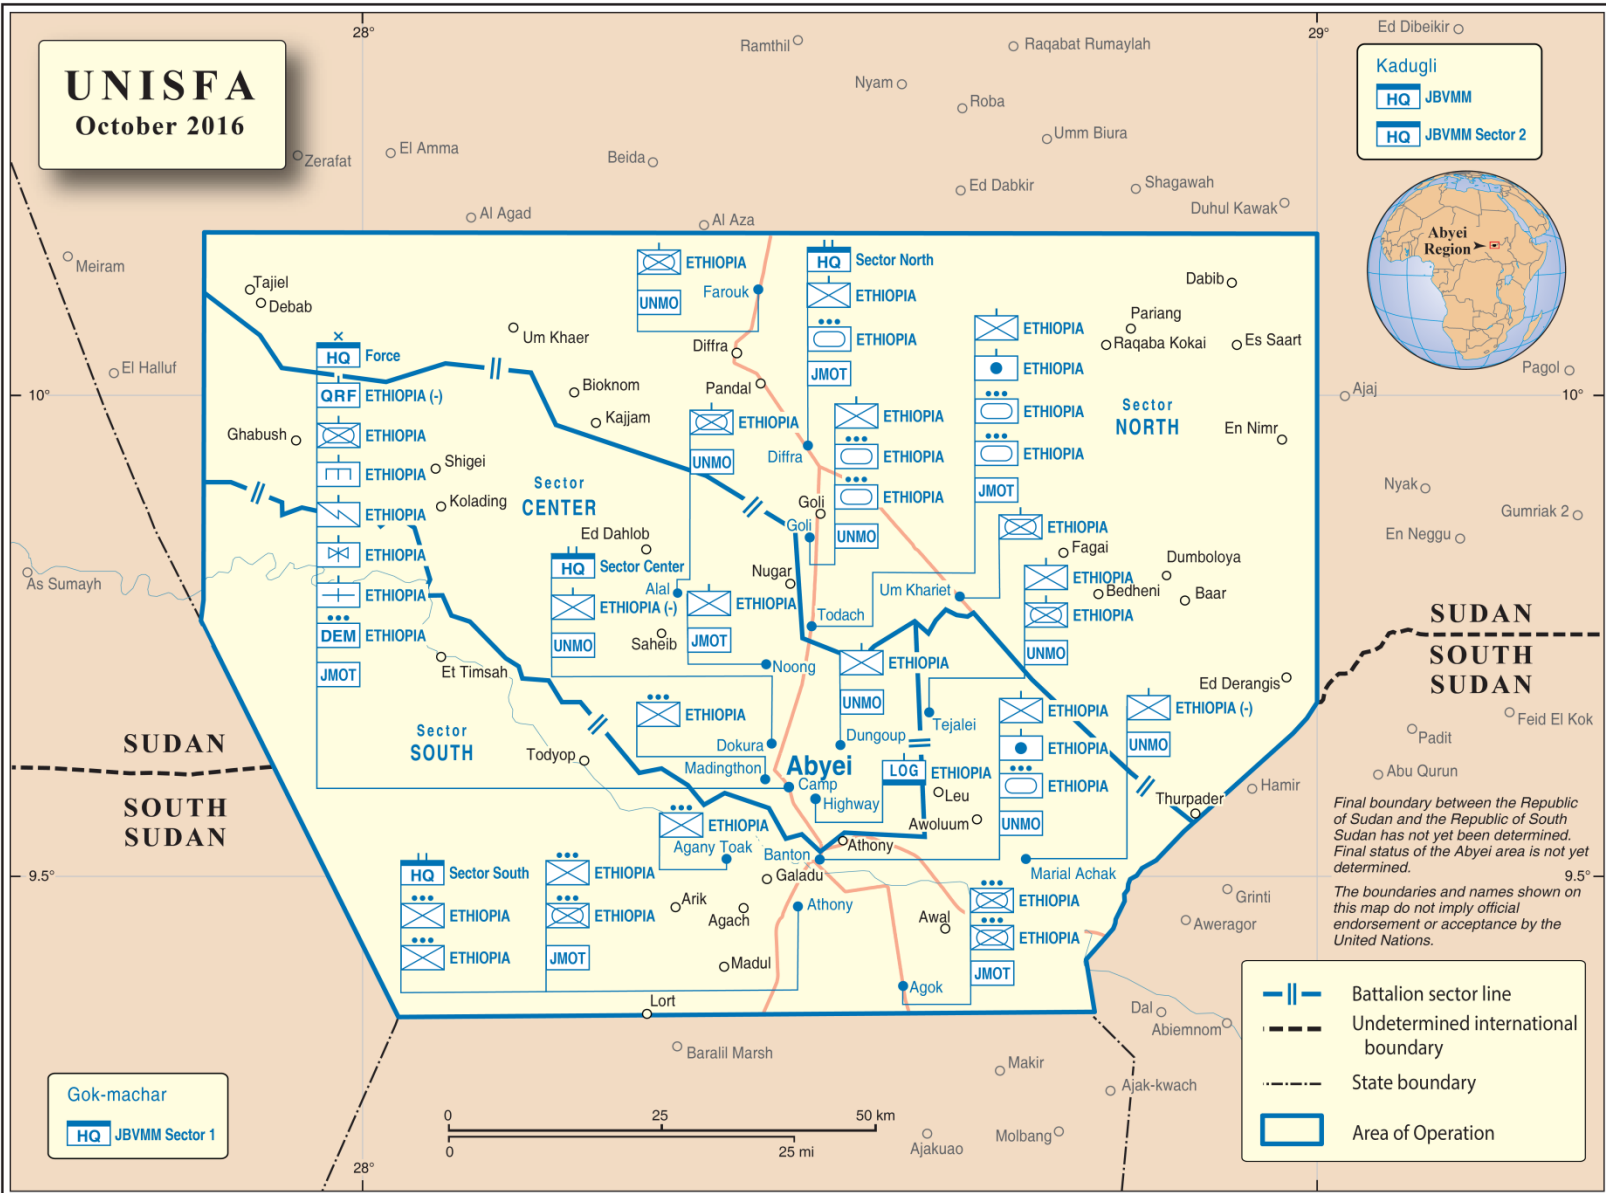 UNISFA
October 2016
28°
29°
Ramthil
Raqabat Rumaylah
Ed Dibeikir
Nyam
Roba
Umm Biura
Zerafat
El Amma
Beida
Ed Dabkir
Shagawah
Duhul Kawak
Al Agad
Al Aza
Meiram
El Halluf
10°
As Sumayh
Kadugli
HQ JBVMM
HQ JBVMM Sector 2
Abyei
Region
Pagol
Ajaj
10°
Nyak
Gumriak 2
En Neggu
Tajiel
Debab
Um Khaer
Bioknom
Kajjam
Ghabush
Shigei
Kolading
Ed Dahlob
Saheib
Et Timsah
Todyop
HQ Force
QRF ETHIOPIA (-)
ETHIOPIA
ETHIOPIA
ETHIOPIA
ETHIOPIA
ETHIOPIA
DEM ETHIOPIA
JMOT
ETHIOPIA
UNMO
Farouk
Diffra
Pandal
HQ Sector North
ETHIOPIA
ETHIOPIA
JMOT
Diffra
ETHIOPIA
UNMO
Alal
ETHIOPIA
ETHIOPIA
ETHIOPIA
UNMO
Goli
Goli
Nugar
ETHIOPIA
ETHIOPIA
ETHIOPIA
ETHIOPIA
JMOT
Todach
ETHIOPIA
Um Khariet
Sector
NORTH
Dabib
Pariang
Raqaba Kokai
Es Saart
En Nimr
Fagai
Dumboloya
Bedheni
Baar
Ed Derangis
ETHIOPIA
ETHIOPIA
UNMO
Tejalei
Sector
CENTER
HQ Sector Center
ETHIOPIA (-)
UNMO
Dokura
ETHIOPIA
JMOT
Noong
ETHIOPIA
Madingthon
ETHIOPIA
UNMO
Dungoup
Abyei
Camp
Highway
LOG ETHIOPIA
Leu
Awoluum
Athony
ETHIOPIA
ETHIOPIA
ETHIOPIA
UNMO
Banton
ETHIOPIA (-)
UNMO
Marial Achak
Thurpader
Sector
SOUTH
ETHIOPIA
Agany Toak
Galadu
Arik
Agach
Madul
Lort
Awal
HQ Sector South
ETHIOPIA
ETHIOPIA
ETHIOPIA
ETHIOPIA
JMOT
Athony
ETHIOPIA
ETHIOPIA
JMOT
Agok
SUDAN
SOUTH
SUDAN
SUDAN
SOUTH
SUDAN
Feid El Kok
Padit
Abu Qurun
Hamir
Final boundary between the Republic
of Sudan and the Republic of South
Sudan has not yet been determined.
Final status of the Abyei area is not yet
determined.
The boundaries and names shown on
this map do not imply official
endorsement or acceptance by the
United Nations.
9.5°
9.5°
Grinti
Aweragor
Dal
Abiemnom
Baralil Marsh
Makir
Ajak-kwach
Molbang
Ajakuao
Gok-machar
HQ JBVMM Sector 1
28°
0 25 50 km
0 25 mi
Battalion sector line
Undetermined international
boundary
State boundary
Area of Operation